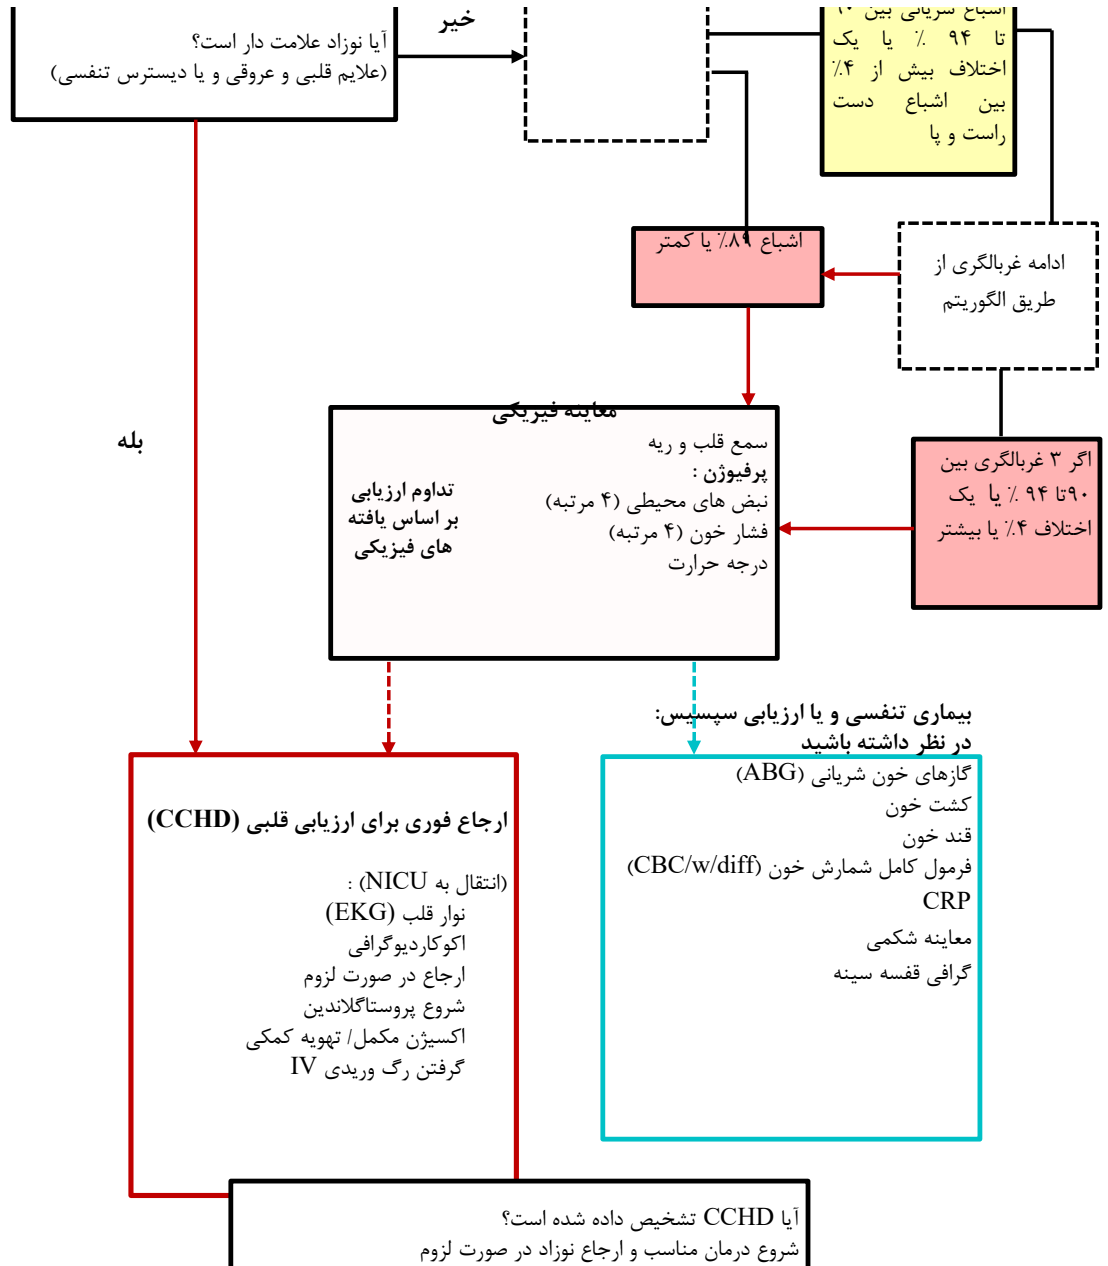 خیر
آیا نوزاد علامت دار است؟
(علایم قلبی و عروقی و یا دیسترس تنفسی)
اشباع شریانی بین ۹۰
تا ۹۴ ٪ یا یک
اختلاف بیش از ۴٪
بین اشباع دست
راست و پا
اشباع ۸۹٪ یا کمتر
ادامه غربالگری از
طریق الگوریتم
بله
معاینه فیزیکی
سمع قلب و ریه
پرفیوژن :
نبض های محیطی (۴ مرتبه)
فشار خون (۴ مرتبه)
درجه حرارت
تداوم ارزیابی
بر اساس یافته
های فیزیکی
اگر ۳ غربالگری بین
۹۰تا ۹۴ ٪ یا یک
اختلاف ۴٪ یا بیشتر
بیماری تنفسی و یا ارزیابی سپسیس:
در نظر داشته باشید
گازهای خون شریانی (ABG)
کشت خون
قند خون
فرمول کامل شمارش خون (CBC/w/diff)
CRP
معاینه شکمی
گرافی قفسه سینه
ارجاع فوری برای ارزیابی قلبی (CCHD)
(انتقال به NICU) :
نوار قلب (EKG)
اکوکاردیوگرافی
ارجاع در صورت لزوم
شروع پروستاگلاندین
اکسیژن مکمل/ تهویه کمکی
گرفتن رگ وریدی IV
آیا CCHD تشخیص داده شده است؟
شروع درمان مناسب و ارجاع نوزاد در صورت لزوم